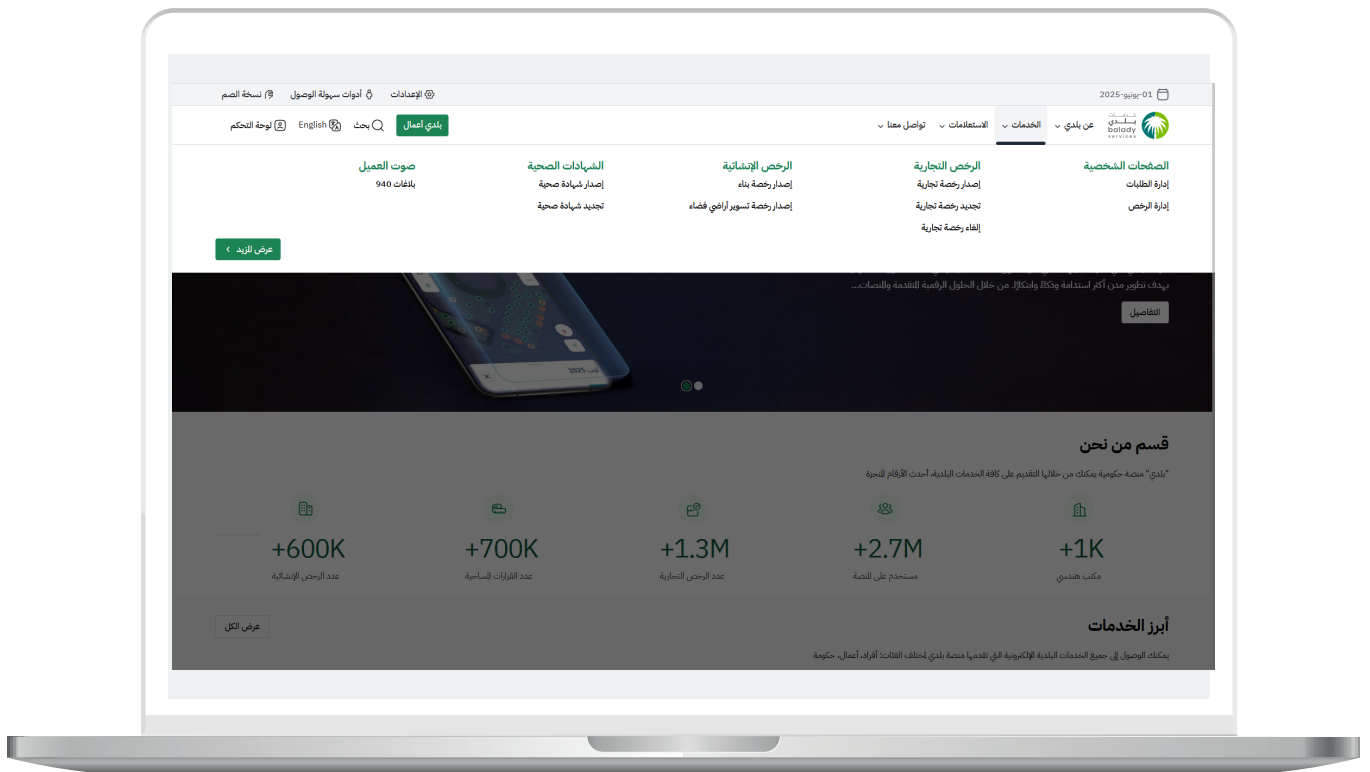 01-يونيو-2025
الإعدادات
أدوات سهولة الوصول
نسخة الصم
خدمات
بلدي
balady
services
عن بلدي
الخدمات
الاستعلامات
تواصل معنا
بلدي أعمال
بحث
English
لوحة التحكم
الصفحات الشخصية
إدارة الطلبات
إدارة الرخص
الرخص التجارية
إصدار رخصة تجارية
تجديد رخصة تجارية
إلغاء رخصة تجارية
الرخص الإنشائية
إصدار رخصة بناء
إصدار رخصة تسوير أراضي فضاء
الشهادات الصحية
إصدار شهادة صحية
تجديد شهادة صحية
صوت العميل
بلاغات 940
عرض المزيد
بهدف تطوير مدن أكثر استدامة وذكاءً وابتكارًا. من خلال الحلول الرقمية المتقدمة والمنصات...
التفاصيل
2025
قسم من نحن
"بلدي" منصة حكومية يمكنك من خلالها التقديم على كافة الخدمات البلدية، أحدث الأرقام المنجزة
+1K
مكتب هندسي
+2.7M
مستخدم على المنصة
+1.3M
عدد الرخص التجارية
+700K
عدد القرارات المساحية
+600K
عدد الرخص الإنشائية
أبرز الخدمات
عرض الكل
يمكنك الوصول إلى جميع الخدمات البلدية الإلكترونية التي تقدمها منصة بلدي لمختلف الفئات: أفراد، أعمال، حكومة